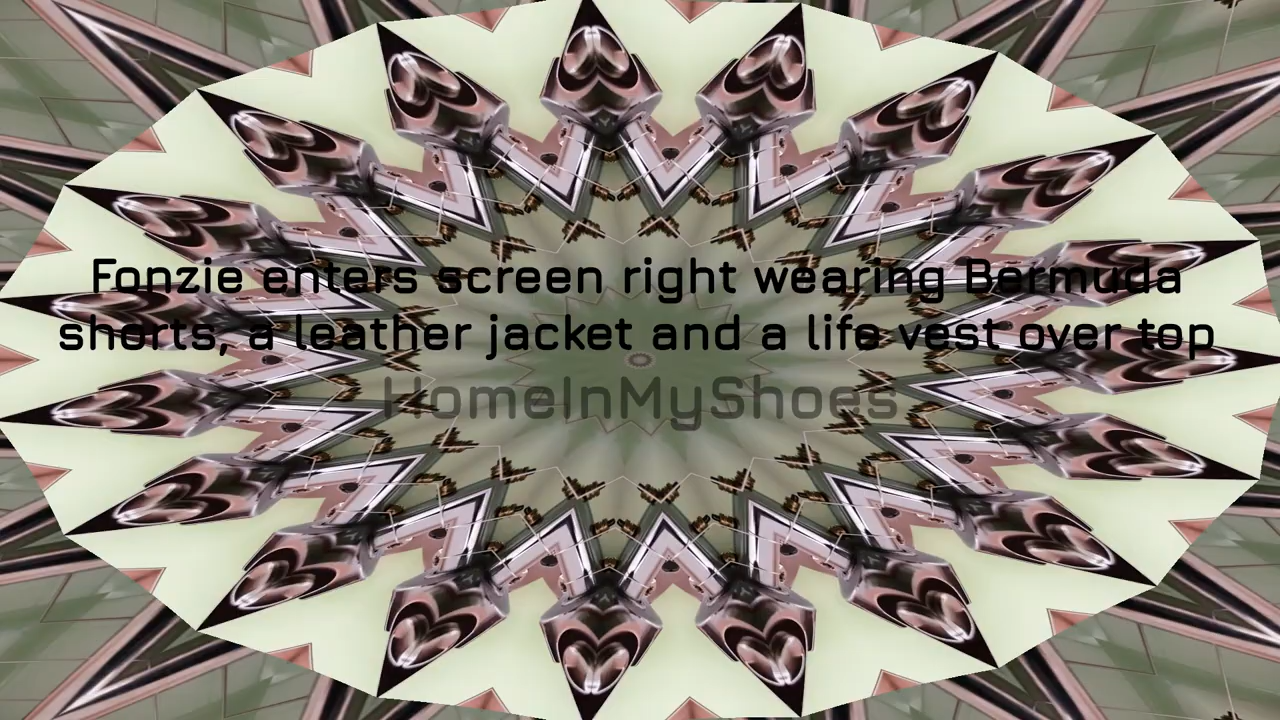 Fonzie enters screen right wearing Bermuda
shorts, a leather jacket and a life vest over top
HomeInMyShoes